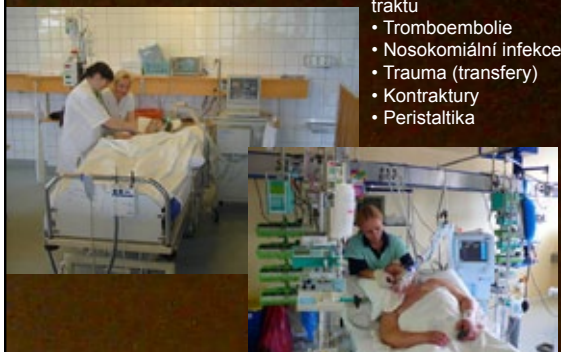 traktu
• Tromboembolie
• Nosokomiální infekce
• Trauma (transfery)
• Kontraktury
• Peristaltika